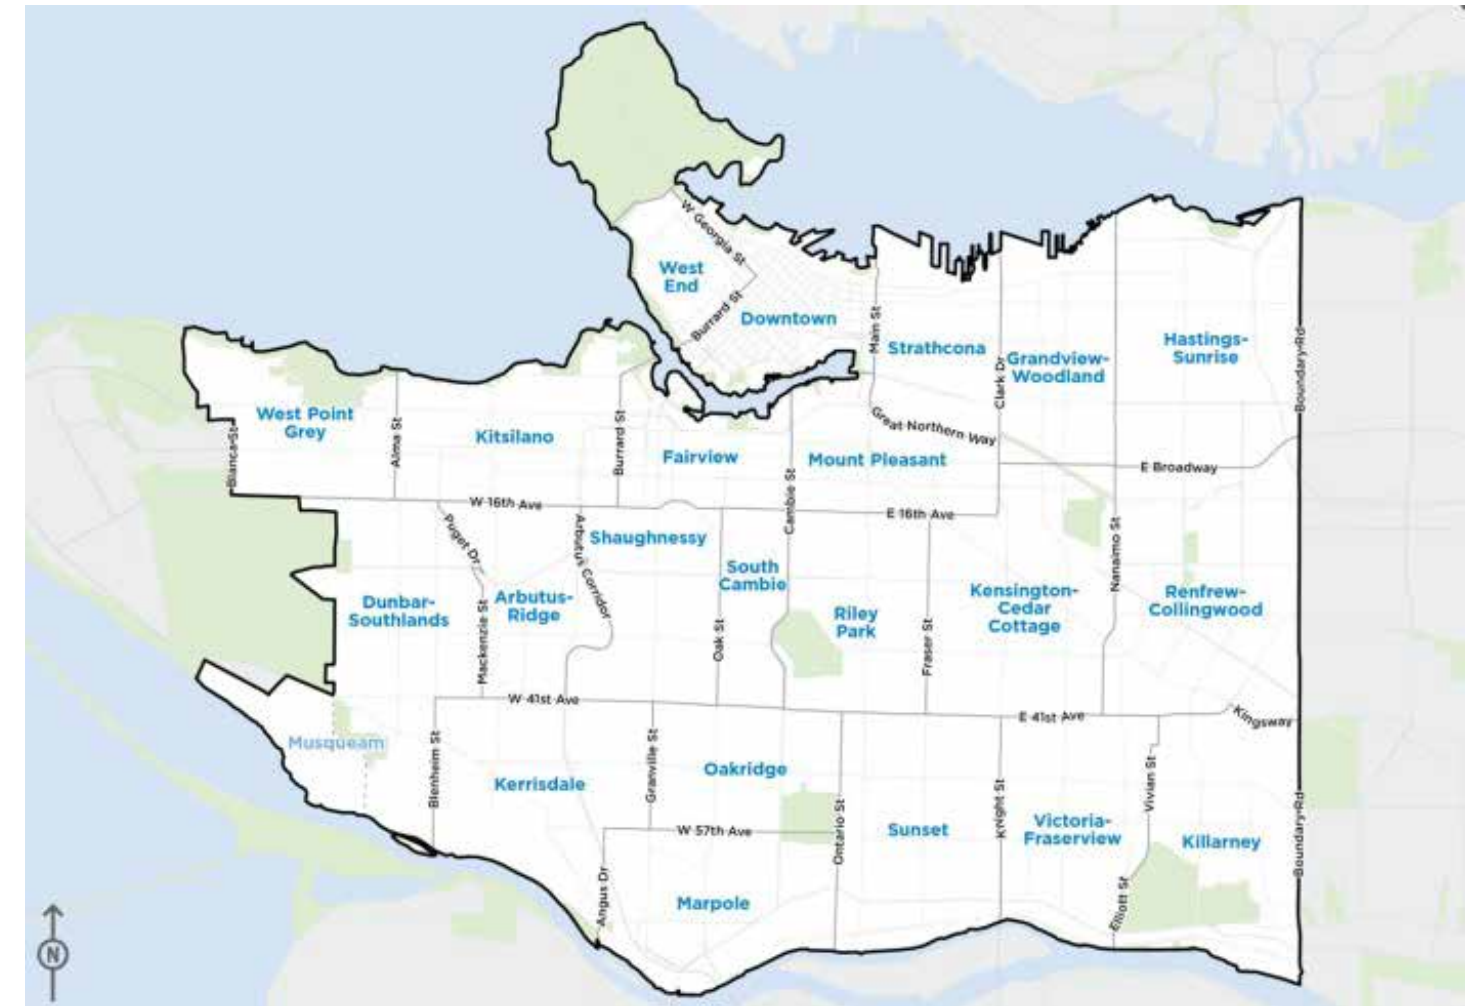 W Georgia St
West
End
Burrard St
Downtown
Main St
Strathcona
Grandview-
Woodland
Clark Dr
Hastings-
Sunrise
Boundary Rd
West Point
Grey
Blanca St
Alma St
Kitsilano
Burrard St
Fairview
Cambie St
Mount Pleasant
Great Northern Way
E Broadway
W 16th Ave
E 16th Ave
Puget Dr
Arbutus Corridor
Shaughnessy
South
Cambie
Nanaimo St
Dunbar-
Southlands
Mackenzie St
Arbutus-
Ridge
Oak St
Riley
Park
Fraser St
Kensington-
Cedar
Cottage
Renfrew-
Collingwood
W 41st Ave
E 41st Ave
Kingsway
Musqueam
Blenheim St
Kerrisdale
Granville St
Oakridge
W 57th Ave
Ontario St
Sunset
Knight St
Victoria-
Fraserview
Vivian St
Killarney
Boundary Rd
Angus Dr
Marpole
Elliott St
N